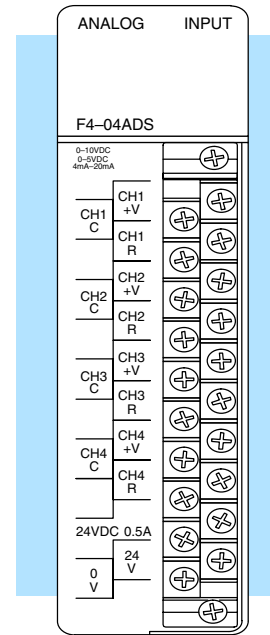 ANALOG INPUT
F4–04ADS
0–10VDC
0–5VDC
4mA–20mA
CH1
+V
CH1
C
CH1
R
CH2
+V
CH2
C
CH2
R
CH3
+V
CH3
C
CH3
R
CH4
+V
CH4
C
CH4
R
24VDC 0.5A
24
V
0
V